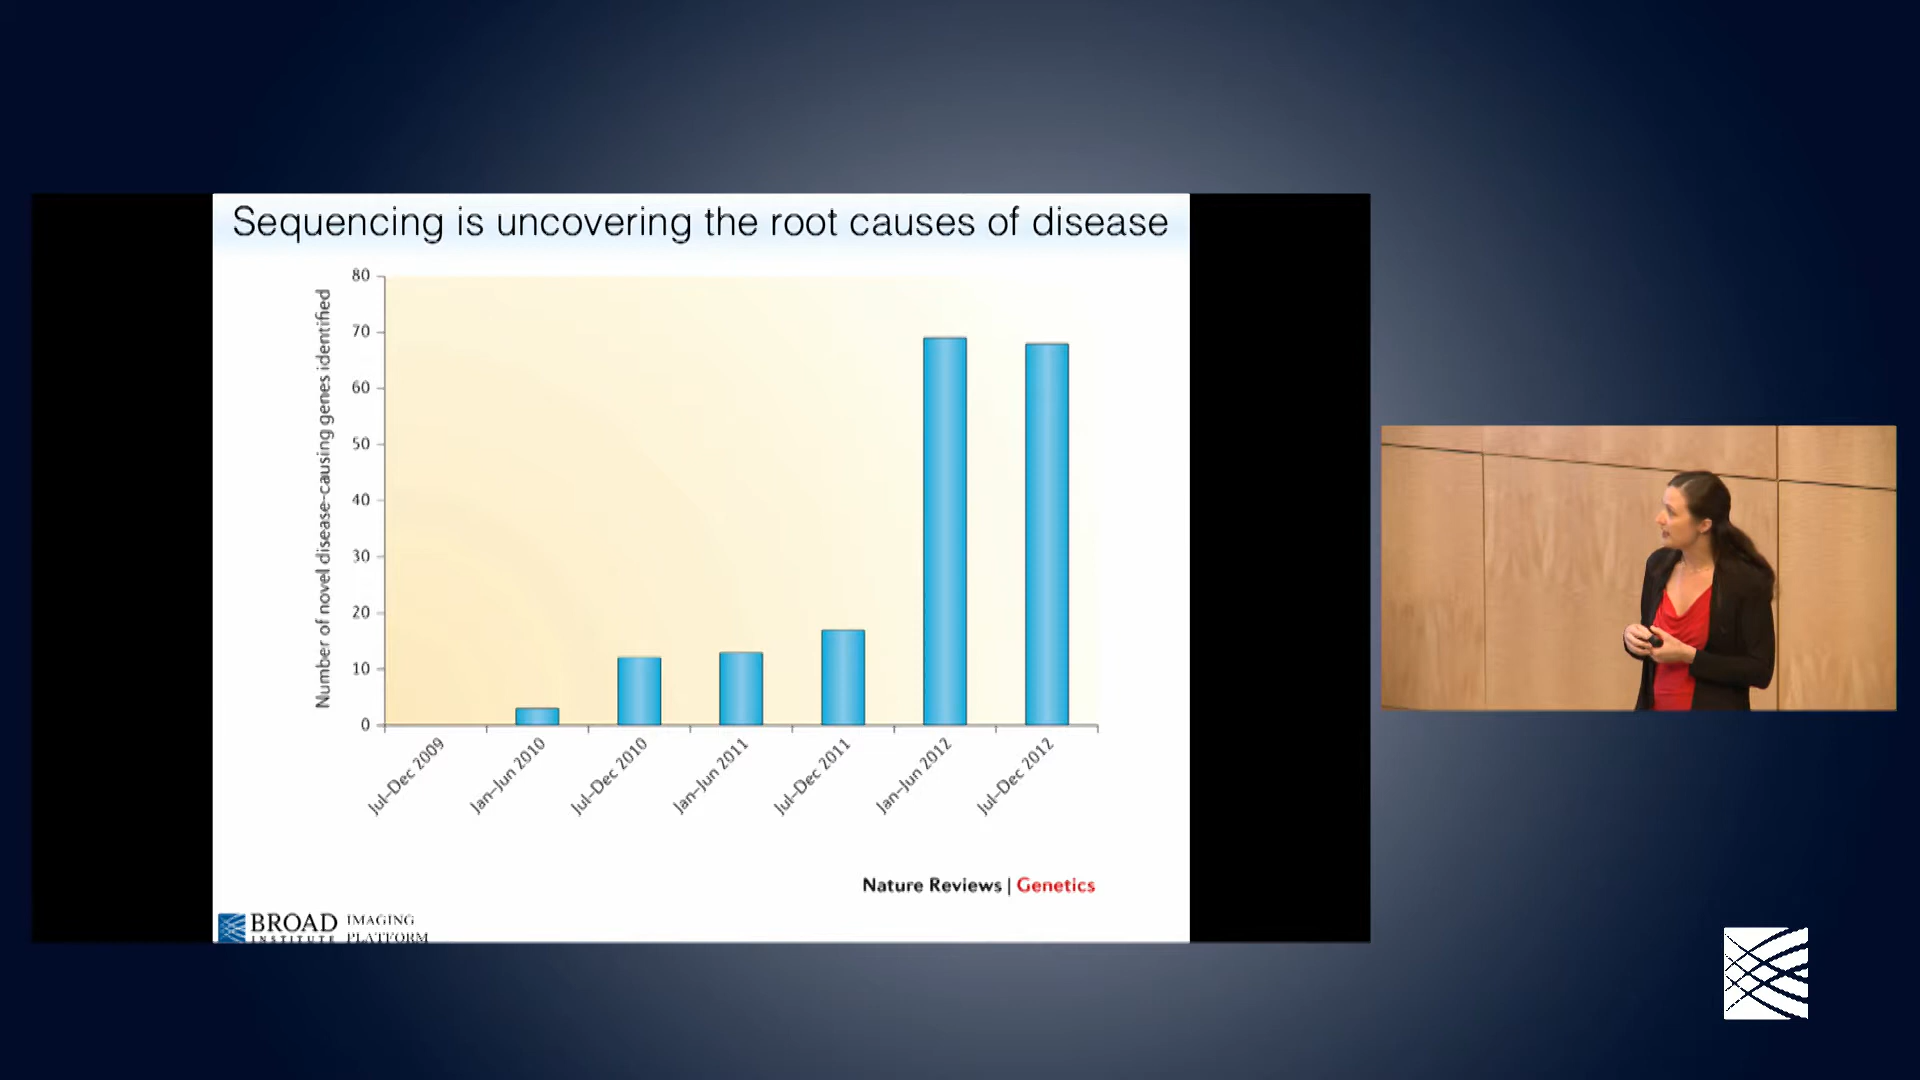 Sequencing is uncovering the root causes of disease
Number of novel disease-causing genes identified
80
70
60
50
40
30
20
10
0
Jul–Dec 2009
Jan–Jun 2010
Jul–Dec 2010
Jan–Jun 2011
Jul–Dec 2011
Jan–Jun 2012
Jul–Dec 2012
Nature Reviews | Genetics
BROAD
INSTITUTE
IMAGING
PLATFORM